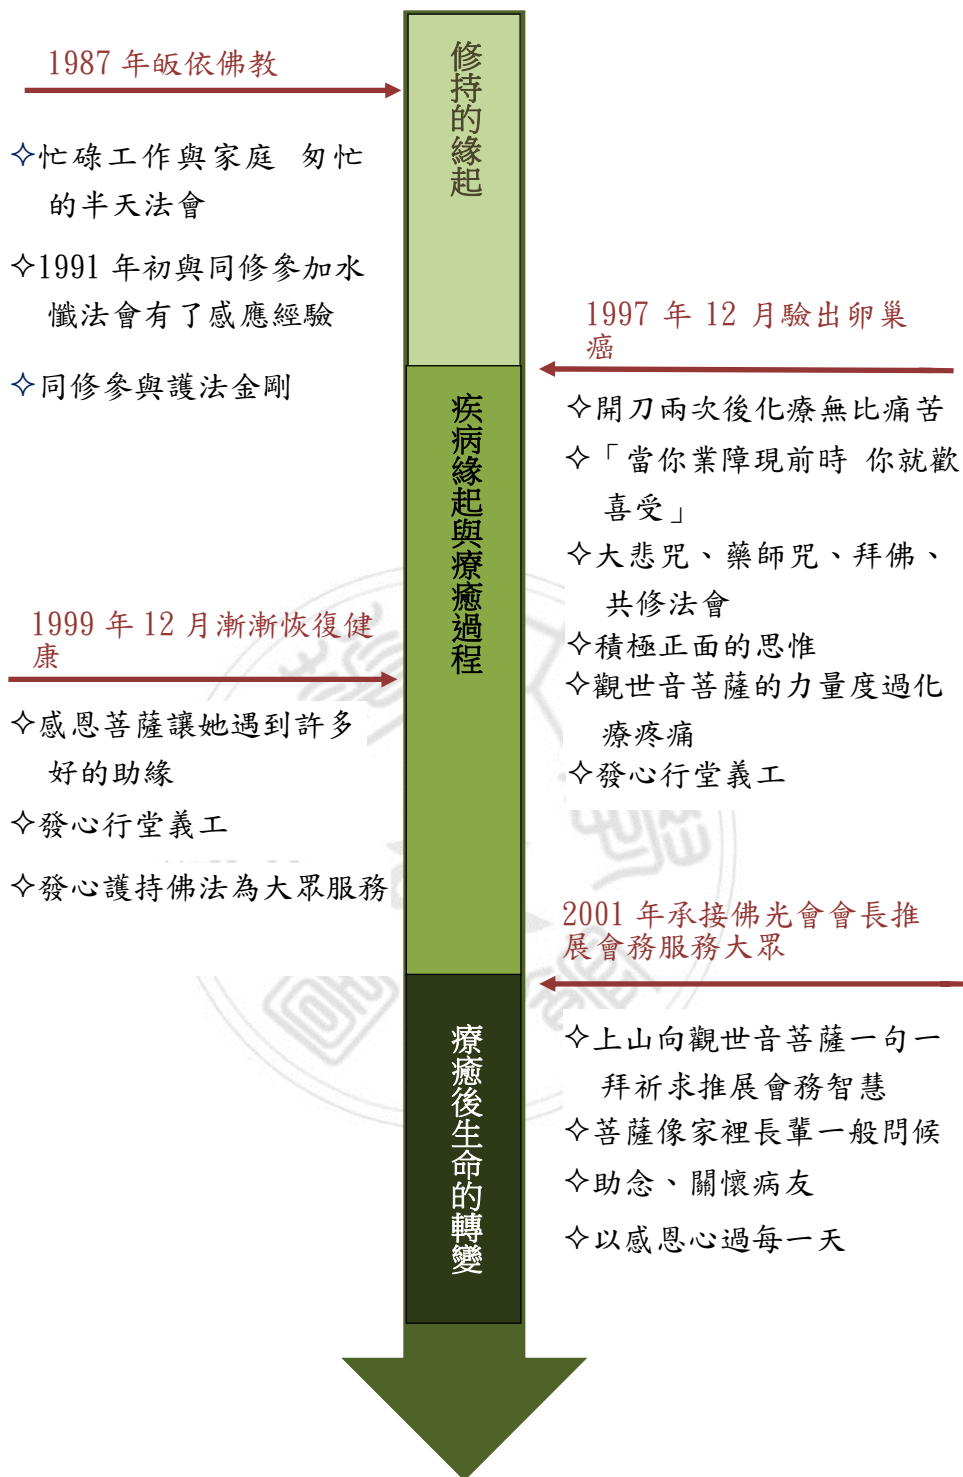 修持的緣起
1987 年皈依佛教
✧忙碌工作與家庭 匆忙
的半天法會
✧1991 年初與同修參加水
懺法會有了感應經驗
✧同修參與護法金剛
1997 年 12 月驗出卵巢
癌
疾病緣起與療癒過程
✧開刀兩次後化療無比痛苦
✧「當你業障現前時 你就歡
喜受」
✧大悲咒、藥師咒、拜佛、
共修法會
✧積極正面的思惟
✧觀世音菩薩的力量度過化
療疼痛
✧發心行堂義工
1999 年 12 月漸漸恢復健
康
✧感恩菩薩讓她遇到許多
好的助緣
✧發心行堂義工
✧發心護持佛法為大眾服務
2001 年承接佛光會會長推
展會務服務大眾
療癒後生命的轉變
✧上山向觀世音菩薩一句一
拜祈求推展會務智慧
✧菩薩像家裡長輩一般問候
✧助念、關懷病友
✧以感恩心過每一天